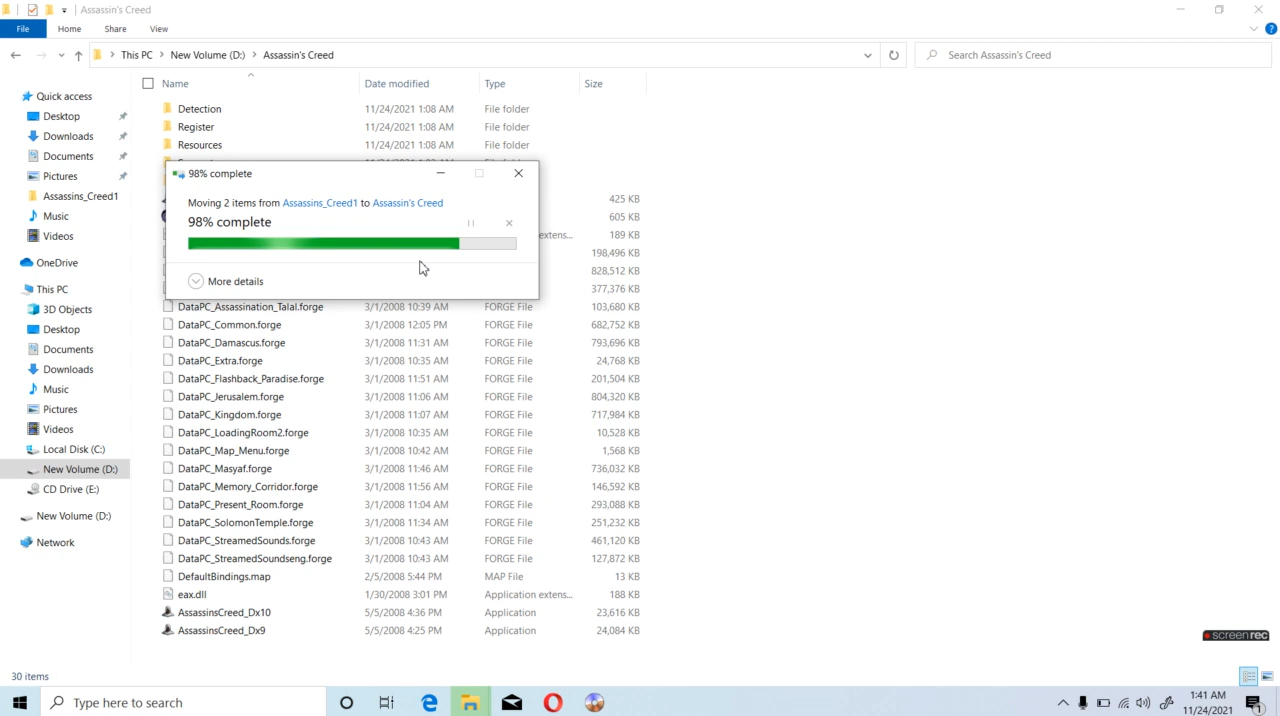 Assassin's Creed
File Home Share View
This PC New Volume (D:) Assassin's Creed Search Assassin's Creed
Name Date modified Type Size
Quick access
Desktop
Downloads
Documents
Pictures
Assassins_Creed1
Music
Videos
OneDrive
This PC
3D Objects
Desktop
Documents
Downloads
Music
Pictures
Videos
Local Disk (C:)
New Volume (D:)
CD Drive (E:)
New Volume (D:)
Network
Detection 11/24/2021 1:08 AM File folder
Register 11/24/2021 1:08 AM File folder
Resources 11/24/2021 1:08 AM File folder
98% complete
Moving 2 items from Assassins_Creed1 to Assassin's Creed
98% complete
More details
425 KB
605 KB
extens... 189 KB
198,496 KB
828,512 KB
377,376 KB
DataPC_Assassination_Talal.forge 3/1/2008 10:39 AM FORGE File 103,680 KB
DataPC_Common.forge 3/1/2008 12:05 PM FORGE File 682,752 KB
DataPC_Damascus.forge 3/1/2008 11:31 AM FORGE File 793,696 KB
DataPC_Extra.forge 3/1/2008 10:35 AM FORGE File 24,768 KB
DataPC_Flashback_Paradise.forge 3/1/2008 11:51 AM FORGE File 201,504 KB
DataPC_Jerusalem.forge 3/1/2008 11:06 AM FORGE File 804,320 KB
DataPC_Kingdom.forge 3/1/2008 11:07 AM FORGE File 717,984 KB
DataPC_LoadingRoom2.forge 3/1/2008 10:35 AM FORGE File 10,528 KB
DataPC_Map_Menu.forge 3/1/2008 10:42 AM FORGE File 1,568 KB
DataPC_Masyaf.forge 3/1/2008 11:46 AM FORGE File 736,032 KB
DataPC_Memory_Corridor.forge 3/1/2008 11:56 AM FORGE File 146,592 KB
DataPC_Present_Room.forge 3/1/2008 11:04 AM FORGE File 293,088 KB
DataPC_SolomonTemple.forge 3/1/2008 11:34 AM FORGE File 251,232 KB
DataPC_StreamedSounds.forge 3/1/2008 10:43 AM FORGE File 461,120 KB
DataPC_StreamedSoundseng.forge 3/1/2008 10:43 AM FORGE File 127,872 KB
DefaultBindings.map 2/5/2008 5:44 PM MAP File 13 KB
eax.dll 1/30/2008 3:01 PM Application extens... 188 KB
AssassinsCreed_Dx10 5/5/2008 4:36 PM Application 23,616 KB
AssassinsCreed_Dx9 5/5/2008 4:25 PM Application 24,084 KB
screenrec
30 items
Type here to search
1:41 AM
11/24/2021
1